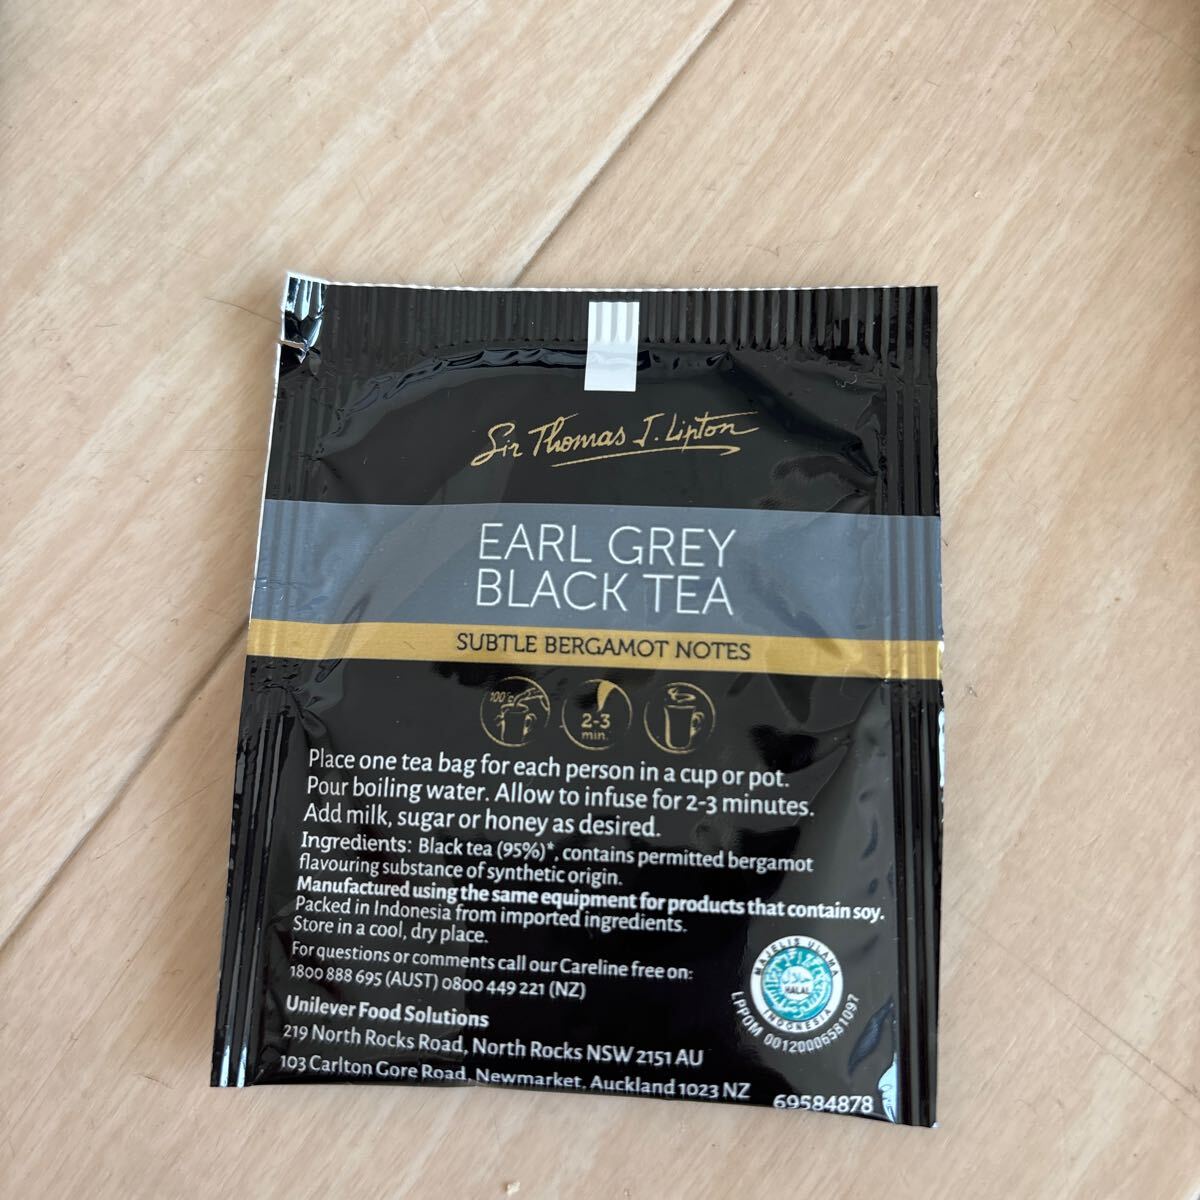 Sir Thomas J. Lipton
EARL GREY
BLACK TEA
SUBTLE BERGAMOT NOTES
100°c
2-3
min.
Place one tea bag for each person in a cup or pot.
Pour boiling water. Allow to infuse for 2-3 minutes.
Add milk, sugar or honey as desired.
Ingredients: Black tea (95%)*, contains permitted bergamot
flavouring substance of synthetic origin.
Manufactured using the same equipment for products that contain soy.
Packed in Indonesia from imported ingredients.
Store in a cool, dry place.
For questions or comments call our Careline free on:
1800 888 695 (AUST) 0800 449 221 (NZ)
Unilever Food Solutions
219 North Rocks Road, North Rocks NSW 2151 AU
103 Carlton Gore Road, Newmarket, Auckland 1023 NZ
MAJELIS ULAMA
حلال
HALAL
INDONESIA
LPPOM 00120006581097
69584878